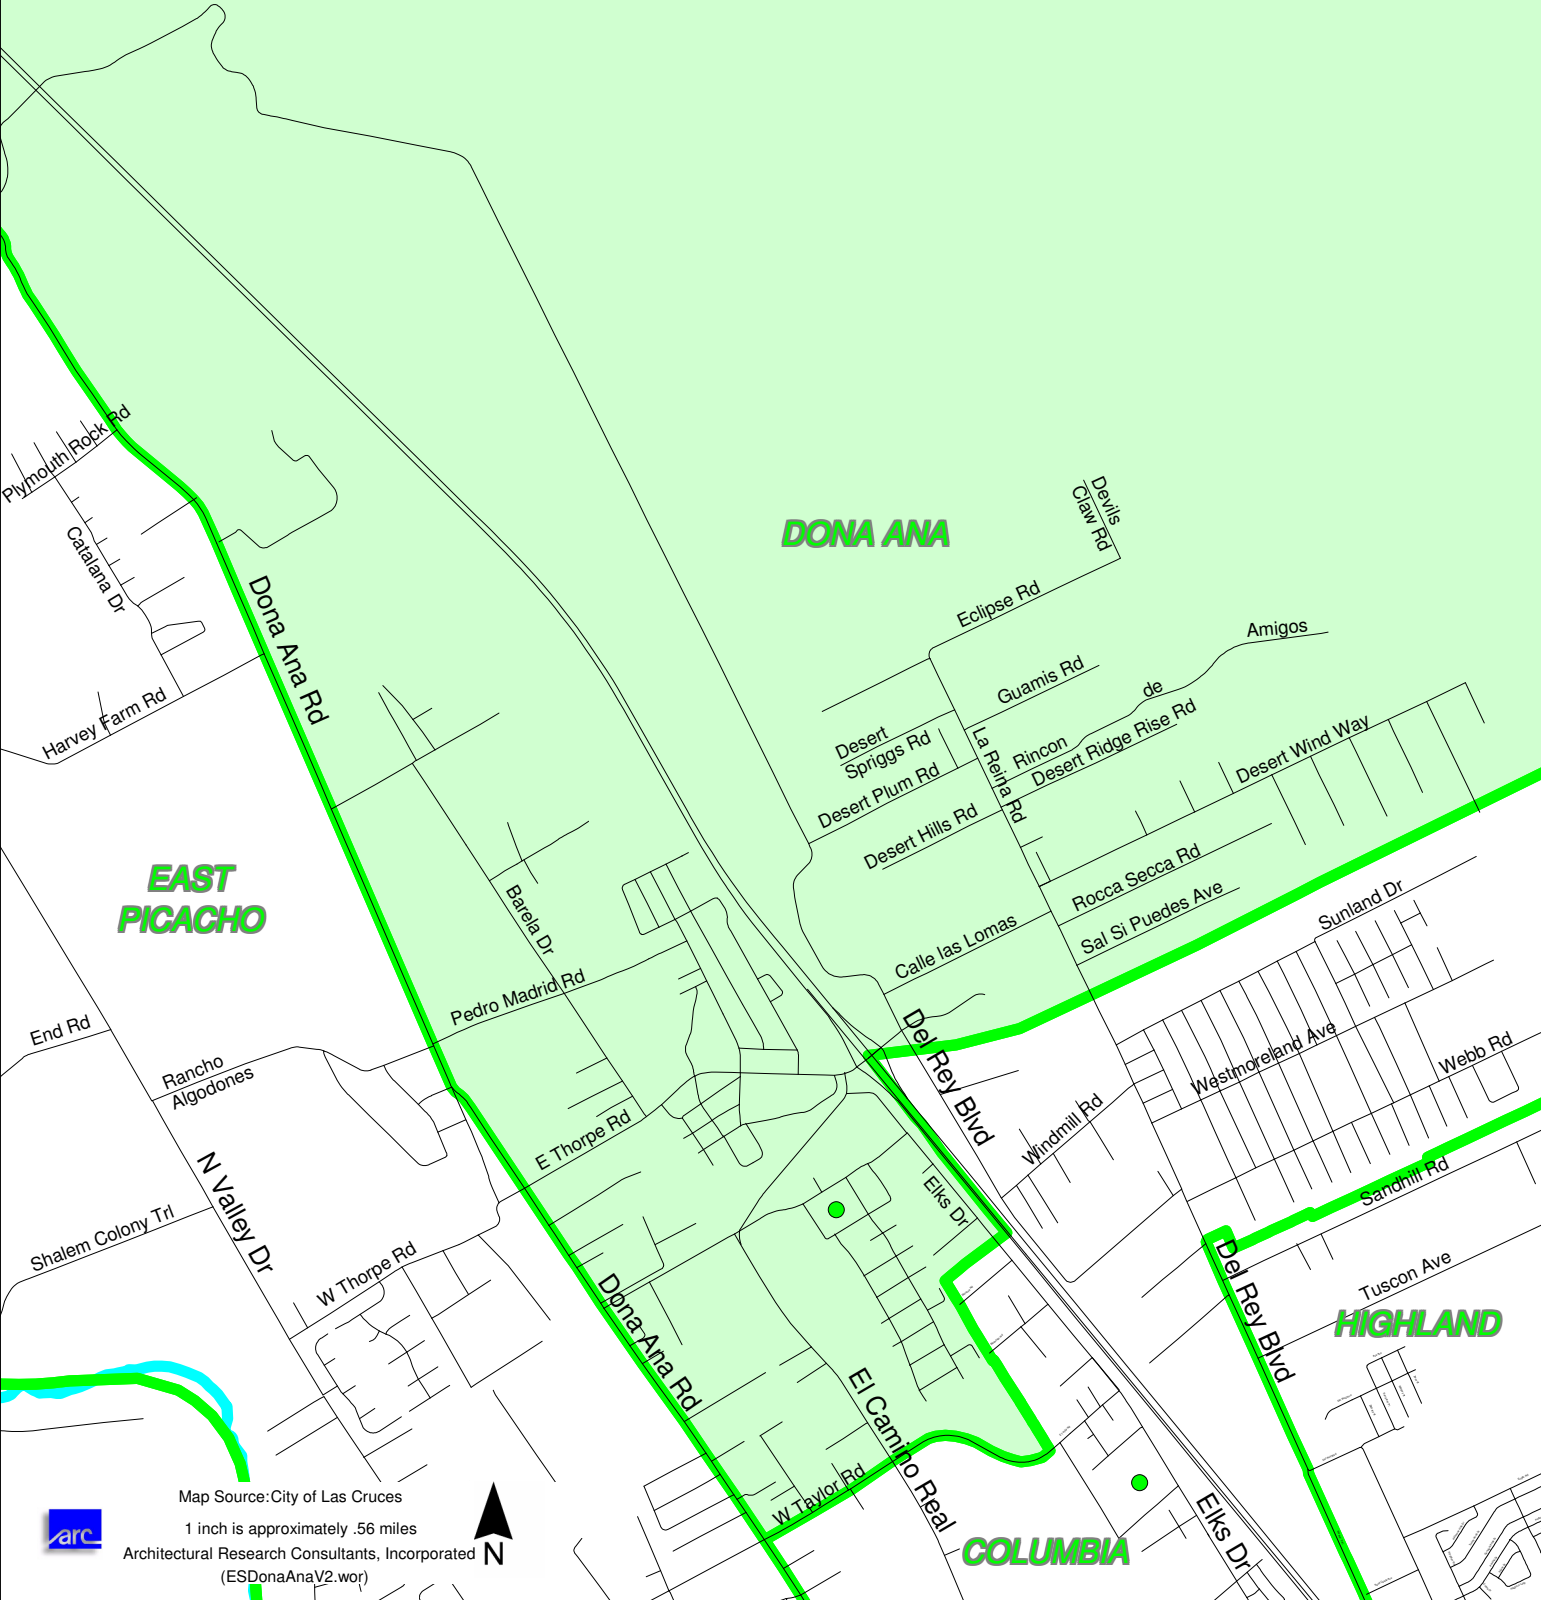 Plymouth Rock Rd
Catalana Dr
Dona Ana Rd
Harvey Farm Rd
DONA ANA
Devils
Claw Rd
Eclipse Rd
Amigos
de
Rincon
Guamis Rd
Desert
Spriggs Rd
La Reina Rd
Desert Ridge Rise Rd
Desert Plum Rd
Desert Wind Way
Desert Hills Rd
Rocca Secca Rd
Sal Si Puedes Ave
Calle las Lomas
Sunland Dr
EAST
PICACHO
Barela Dr
Pedro Madrid Rd
End Rd
Rancho
Algodones
Del Rey Blvd
Westmoreland Ave
Webb Rd
Windmill Rd
E Thorpe Rd
Sandhill Rd
N Valley Dr
Elks Dr
Shalem Colony Trl
W Thorpe Rd
Dona Ana Rd
Del Rey Blvd
Tuscon Ave
HIGHLAND
El Camino Real
W Taylor Rd
Elks Dr
COLUMBIA
Map Source:City of Las Cruces
1 inch is approximately .56 miles
Architectural Research Consultants, Incorporated
(ESDonaAnaV2.wor)
arc
N